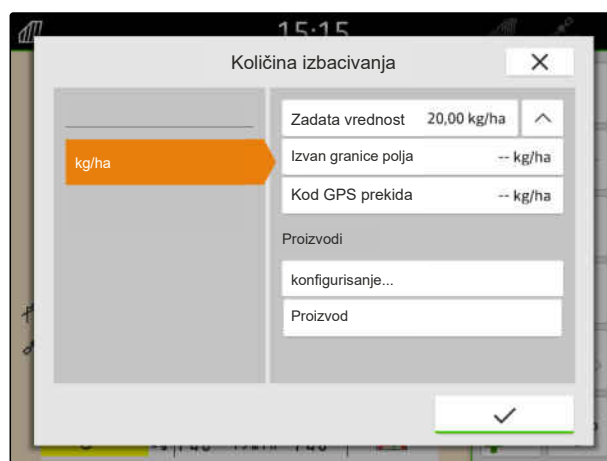 15:15
Količina izbacivanja
kg/ha
Zadata vrednost 20,00 kg/ha
Izvan granice polja -- kg/ha
Kod GPS prekida -- kg/ha
Proizvodi
konfigurisanje...
Proizvod